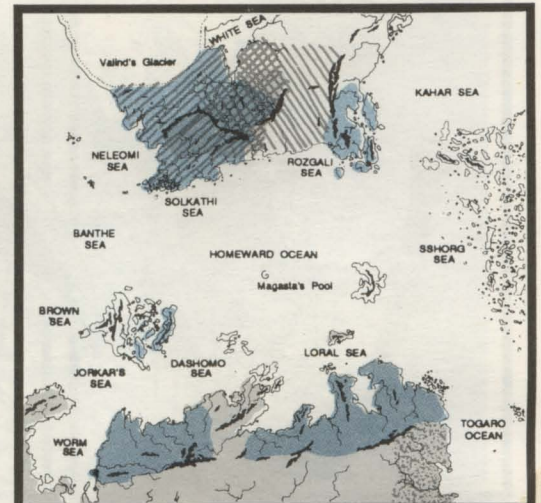 WHITE SEA
Valind's Glacier
KAHAR SEA
NELEOMI
SEA
ROZGALI
SEA
SOLKATHI
SEA
BANTHE
SEA
HOMEWARD OCEAN
SSHORG
SEA
Magasta's Pool
BROWN
SEA
LORAL SEA
DASHOMO
SEA
JORKAR'S
SEA
TOGARO
OCEAN
WORM
SEA